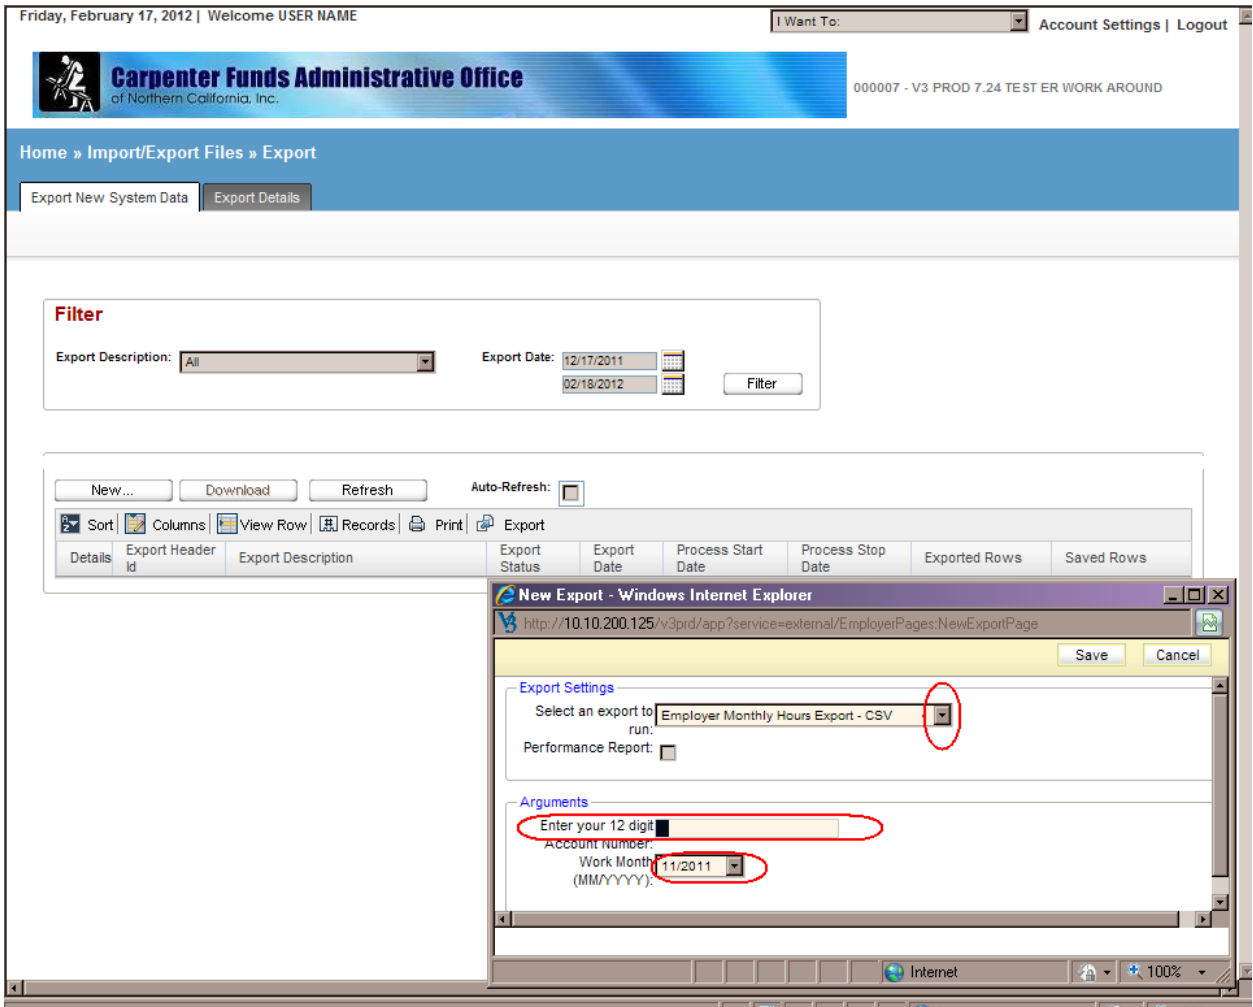 Friday, February 17, 2012 | Welcome USER NAME
I Want To:
Account Settings | Logout
Carpenter Funds Administrative Office
of Northern California, Inc.
000007 - V3 PROD 7.24 TEST ER WORK AROUND
Home » Import/Export Files » Export
Export New System Data Export Details
Filter
Export Description: All Export Date: 12/17/2011
02/18/2012 Filter
New... Download Refresh Auto-Refresh:
Sort Columns View Row Records Print Export
Details Export Header Id Export Description Export Status Export Date Process Start Date Process Stop Date Exported Rows Saved Rows
New Export - Windows Internet Explorer
http://10.10.200.125/v3prd/app?service=external/EmployerPages:NewExportPage
Save Cancel
Export Settings
Select an export to run: Employer Monthly Hours Export - CSV
Performance Report:
Arguments
Enter your 12 digit
Account Number:
Work Month 11/2011
(MM/YYYY):
Internet 100%